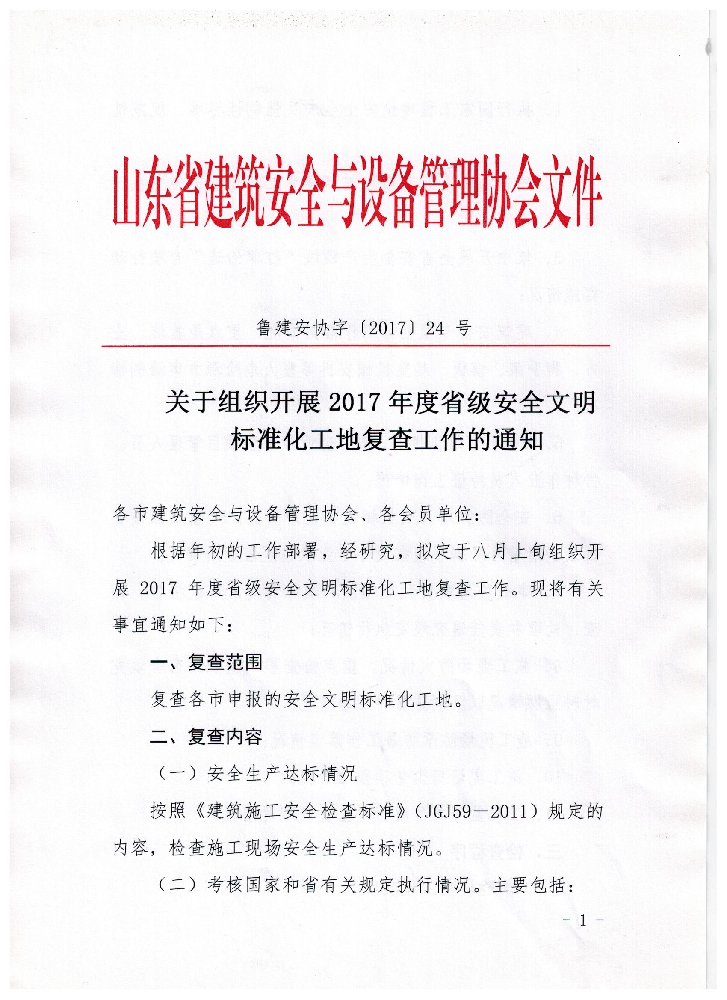 山东省建筑安全与设备管理协会文件
鲁建安协字〔2017〕24 号
关于组织开展 2017 年度省级安全文明
标准化工地复查工作的通知
各市建筑安全与设备管理协会、各会员单位：
根据年初的工作部署，经研究，拟定于八月上旬组织开
展 2017 年度省级安全文明标准化工地复查工作。现将有关
事宜通知如下：
一、复查范围
复查各市申报的安全文明标准化工地。
二、复查内容
（一）安全生产达标情况
按照《建筑施工安全检查标准》（JGJ59－2011）规定的
内容，检查施工现场安全生产达标情况。
（二）考核国家和省有关规定执行情况。主要包括：
- 1 -